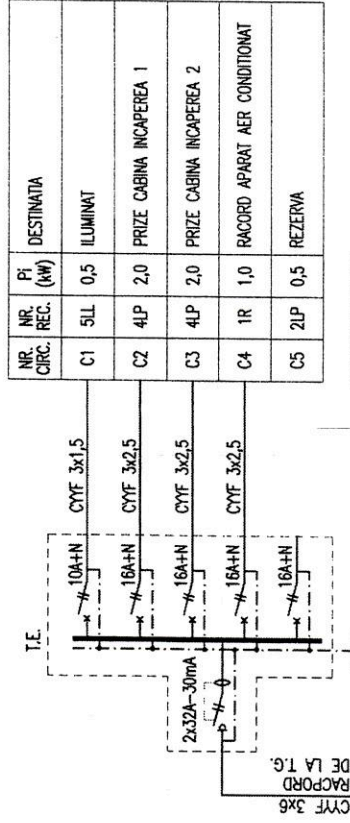 T.E.
CYYF 3x6
RACPORD
DE LA T.G.
2x32A-30mA
10A+N
16A+N
16A+N
16A+N
16A+N
CYYF 3x1,5
CYYF 3x2,5
CYYF 3x2,5
CYYF 3x2,5
NR. CIRC. NR. REC. Pi (kW) DESTINATIA
C1 5LL 0,5 ILUMINAT
C2 4LP 2,0 PRIZE CABINA INCAPEREA 1
C3 4LP 2,0 PRIZE CABINA INCAPEREA 2
C4 1R 1,0 RACORD APARAT AER CONDITIONAT
C5 2LP 0,5 REZERVA